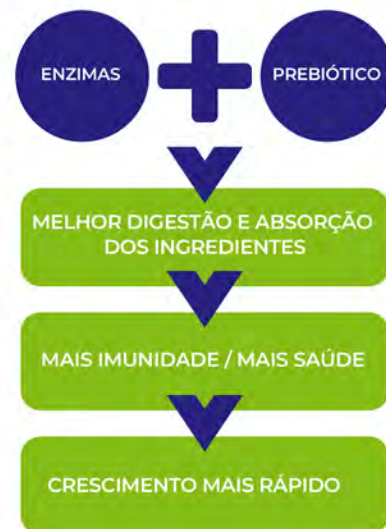 ENZIMAS
PREBIÓTICO
MELHOR DIGESTÃO E ABSORÇÃO
DOS INGREDIENTES
MAIS IMUNIDADE / MAIS SAÚDE
CRESCIMENTO MAIS RÁPIDO